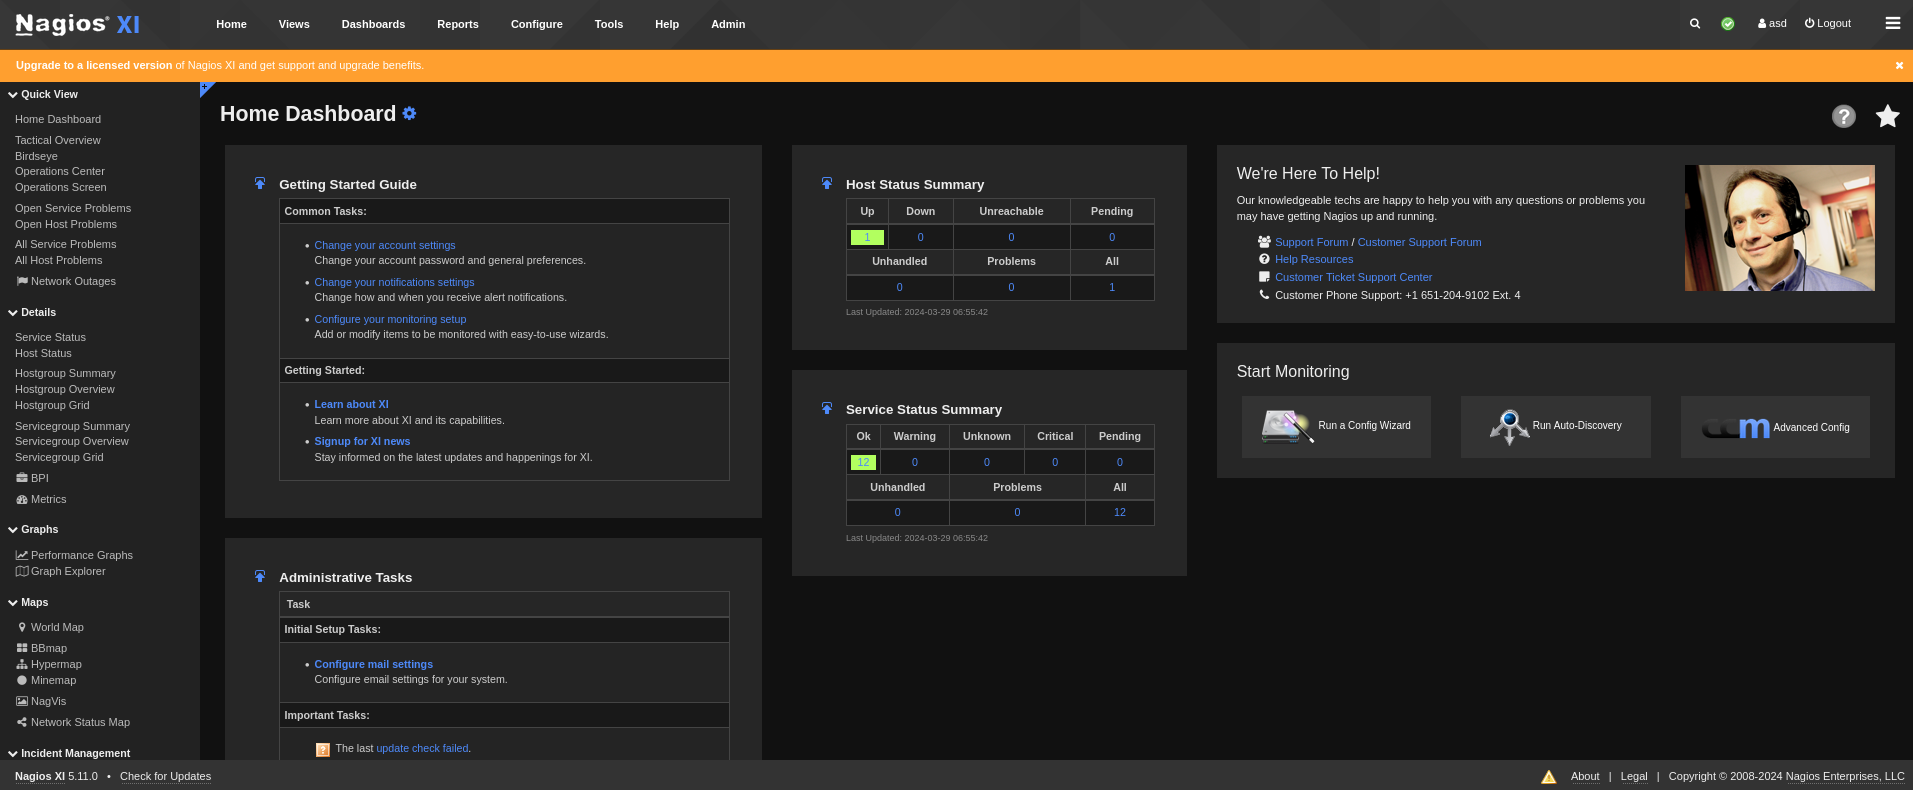 Nagios® XI
Home Views Dashboards Reports Configure Tools Help Admin
asd Logout
Upgrade to a licensed version of Nagios XI and get support and upgrade benefits.
Quick View
Home Dashboard
Tactical Overview
Birdseye
Operations Center
Operations Screen
Open Service Problems
Open Host Problems
All Service Problems
All Host Problems
Network Outages
Details
Service Status
Host Status
Hostgroup Summary
Hostgroup Overview
Hostgroup Grid
Servicegroup Summary
Servicegroup Overview
Servicegroup Grid
BPI
Metrics
Graphs
Performance Graphs
Graph Explorer
Maps
World Map
BBmap
Hypermap
Minemap
NagVis
Network Status Map
Incident Management
Home Dashboard
Getting Started Guide
Common Tasks:
• Change your account settings
Change your account password and general preferences.
• Change your notifications settings
Change how and when you receive alert notifications.
• Configure your monitoring setup
Add or modify items to be monitored with easy-to-use wizards.
Getting Started:
• Learn about XI
Learn more about XI and its capabilities.
• Signup for XI news
Stay informed on the latest updates and happenings for XI.
Administrative Tasks
Task
Initial Setup Tasks:
• Configure mail settings
Configure email settings for your system.
Important Tasks:
The last update check failed.
Host Status Summary
Up Down Unreachable Pending
1 0 0 0
Unhandled Problems All
0 0 1
Last Updated: 2024-03-29 06:55:42
Service Status Summary
Ok Warning Unknown Critical Pending
12 0 0 0 0
Unhandled Problems All
0 0 12
Last Updated: 2024-03-29 06:55:42
We're Here To Help!
Our knowledgeable techs are happy to help you with any questions or problems you
may have getting Nagios up and running.
Support Forum / Customer Support Forum
Help Resources
Customer Ticket Support Center
Customer Phone Support: +1 651-204-9102 Ext. 4
Start Monitoring
Run a Config Wizard
Run Auto-Discovery
ccm Advanced Config
Nagios XI 5.11.0 • Check for Updates
About | Legal | Copyright © 2008-2024 Nagios Enterprises, LLC